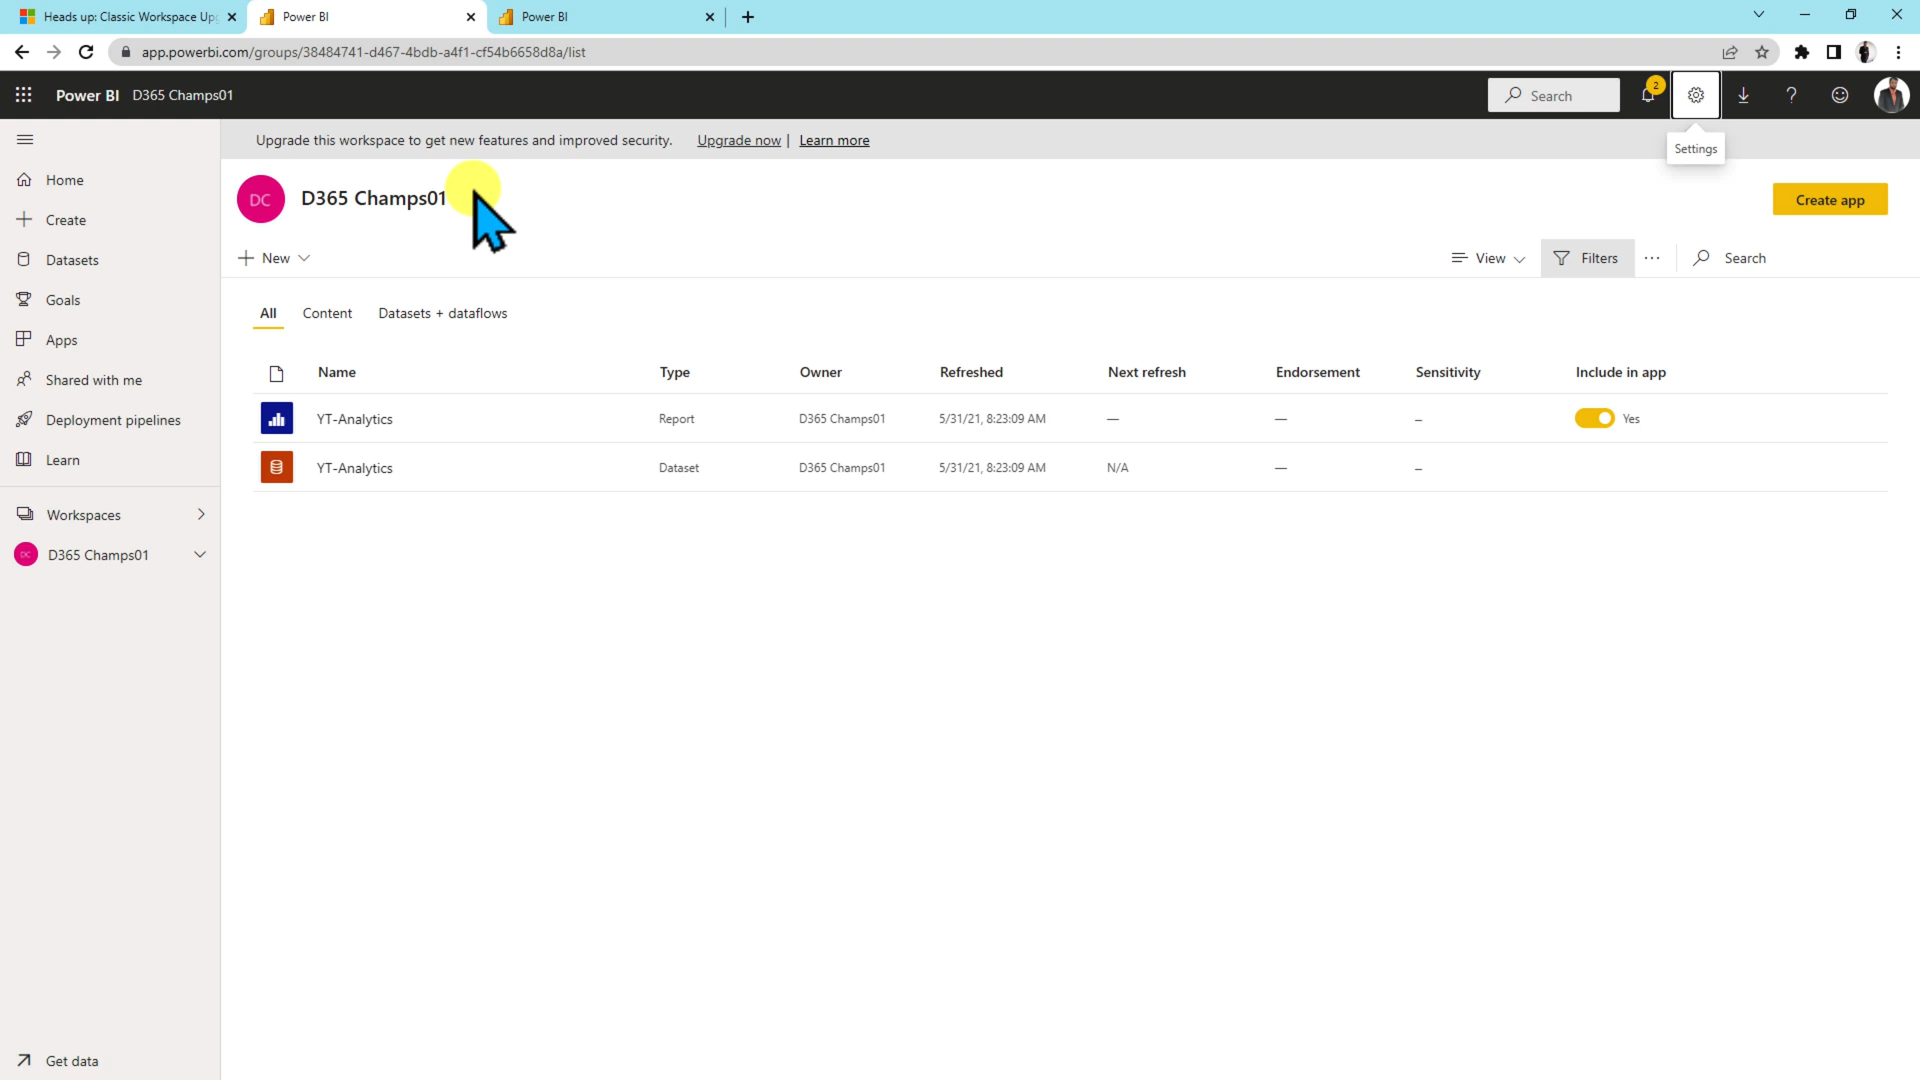 Heads up: Classic Workspace Upg
Power BI
Power BI
app.powerbi.com/groups/38484741-d467-4bdb-a4f1-cf54b6658d8a/list
Power BI D365 Champs01
Search
2
Settings
Upgrade this workspace to get new features and improved security. Upgrade now | Learn more
Home
Create
Datasets
Goals
Apps
Shared with me
Deployment pipelines
Learn
Workspaces
DC D365 Champs01
Get data
DC D365 Champs01
Create app
New
View
Filters
Search
All Content Datasets + dataflows
Name Type Owner Refreshed Next refresh Endorsement Sensitivity Include in app
YT-Analytics Report D365 Champs01 5/31/21, 8:23:09 AM — — – Yes
YT-Analytics Dataset D365 Champs01 5/31/21, 8:23:09 AM N/A — –